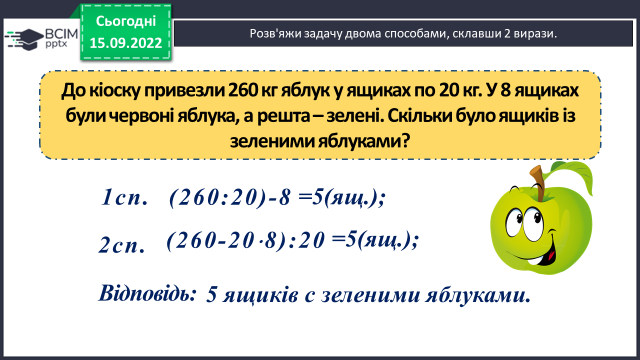 BCIM
pptx
Сьогодні
15.09.2022
Розв'яжи задачу двома способами, склавши 2 вирази.
До кіоску привезли 260 кг яблук у ящиках по 20 кг. У 8 ящиках
були червоні яблука, а решта – зелені. Скільки було ящиків із
зеленими яблуками?
1сп. (260:20)-8 =5(ящ.);
2сп. (260-20·8):20 =5(ящ.);
Відповідь: 5 ящиків с зеленими яблуками.